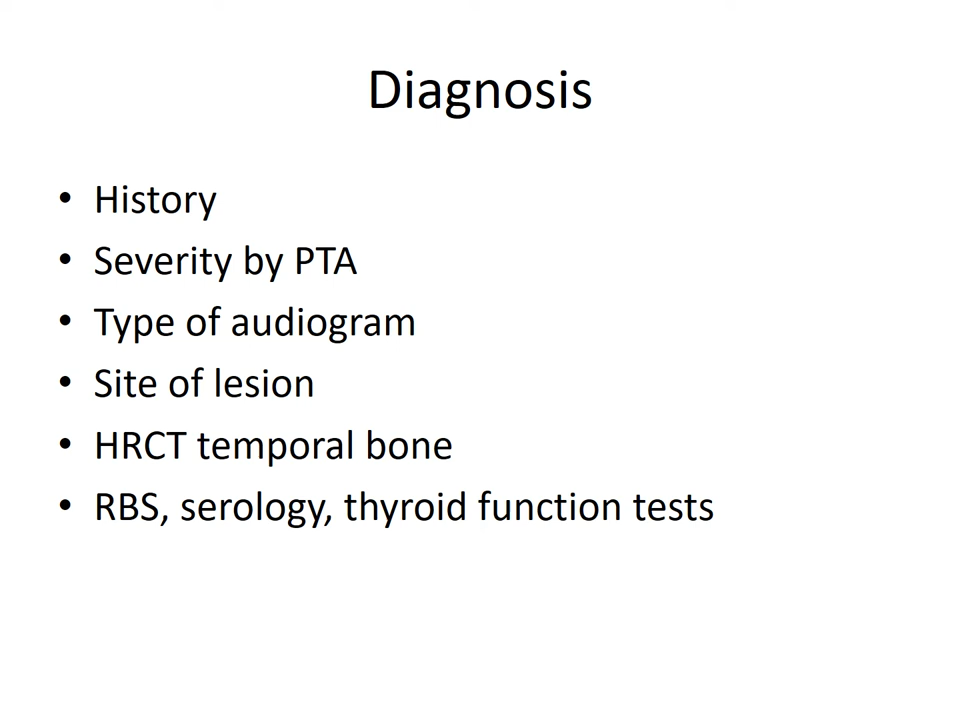 Diagnosis
• History
• Severity by PTA
• Type of audiogram
• Site of lesion
• HRCT temporal bone
• RBS, serology, thyroid function tests